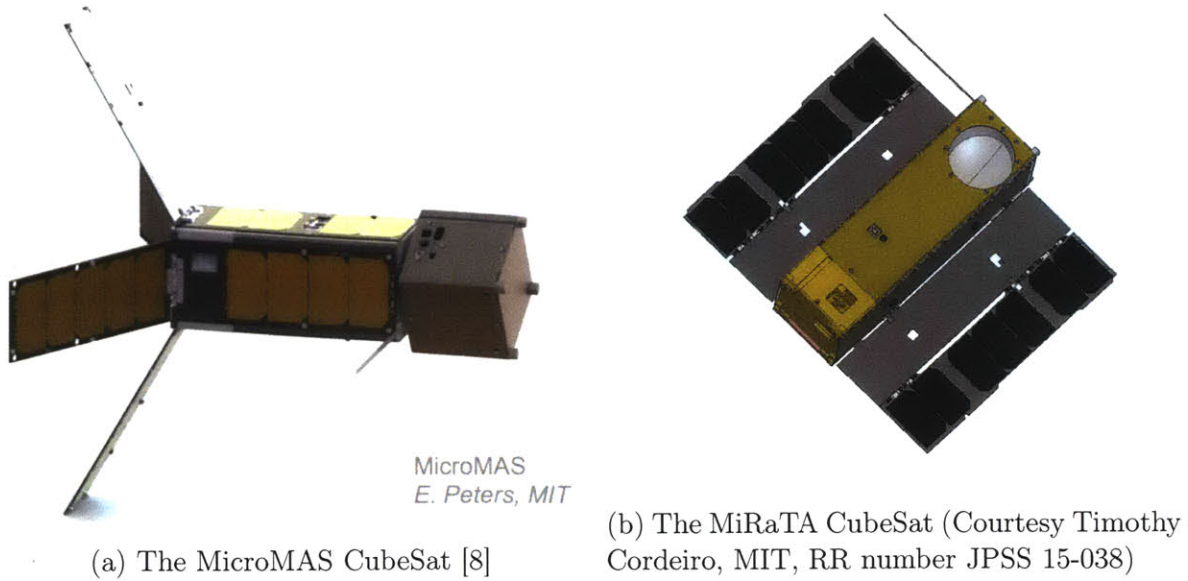 MicroMAS
E. Peters, MIT
(a) The MicroMAS CubeSat [8]
(b) The MiRaTA CubeSat (Courtesy Timothy
Cordeiro, MIT, RR number JPSS 15-038)